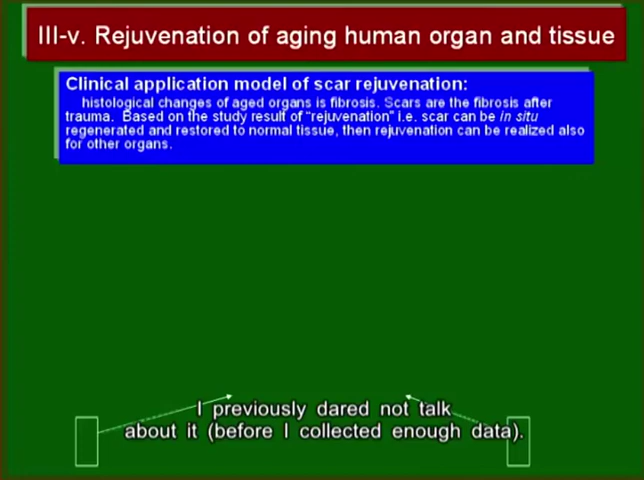 III-v. Rejuvenation of aging human organ and tissue
Clinical application model of scar rejuvenation:
histological changes of aged organs is fibrosis. Scars are the fibrosis after
trauma. Based on the study result of "rejuvenation" i.e. scar can be in situ
regenerated and restored to normal tissue, then rejuvenation can be realized also
for other organs.
I previously dared not talk
about it (before I collected enough data).